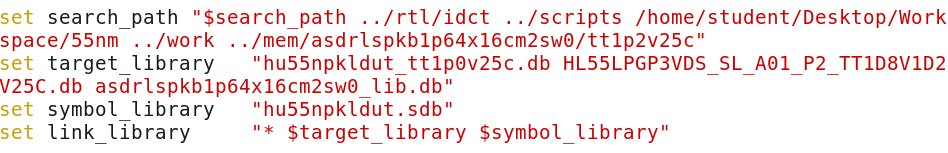 set search_path "$search_path ../rtl/idct ../scripts /home/student/Desktop/Work
space/55nm ../work ../mem/asdrlspkb1p64x16cm2sw0/tt1p2v25c"
set target_library   "hu55npkldut_tt1p0v25c.db HL55LPGP3VDS_SL_A01_P2_TT1D8V1D2
V25C.db asdrlspkb1p64x16cm2sw0_lib.db"
set symbol_library   "hu55npkldut.sdb"
set link_library     "* $target_library $symbol_library"